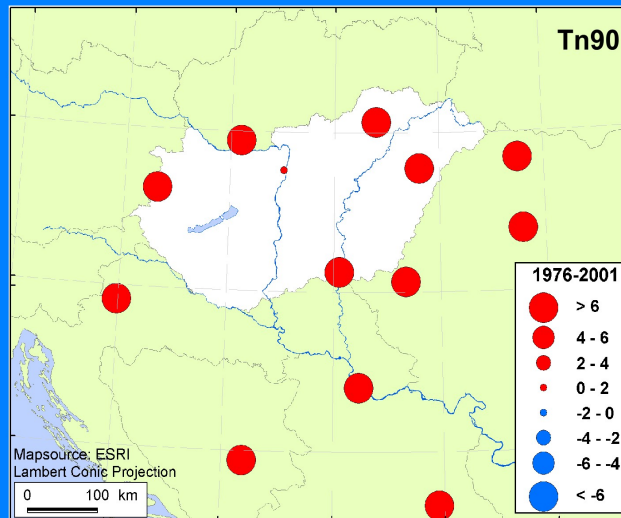 Tn90
1976-2001
> 6
4 - 6
2 - 4
0 - 2
-2 - 0
-4 - -2
-6 - -4
< -6
Mapsource: ESRI
Lambert Conic Projection
0 100 km